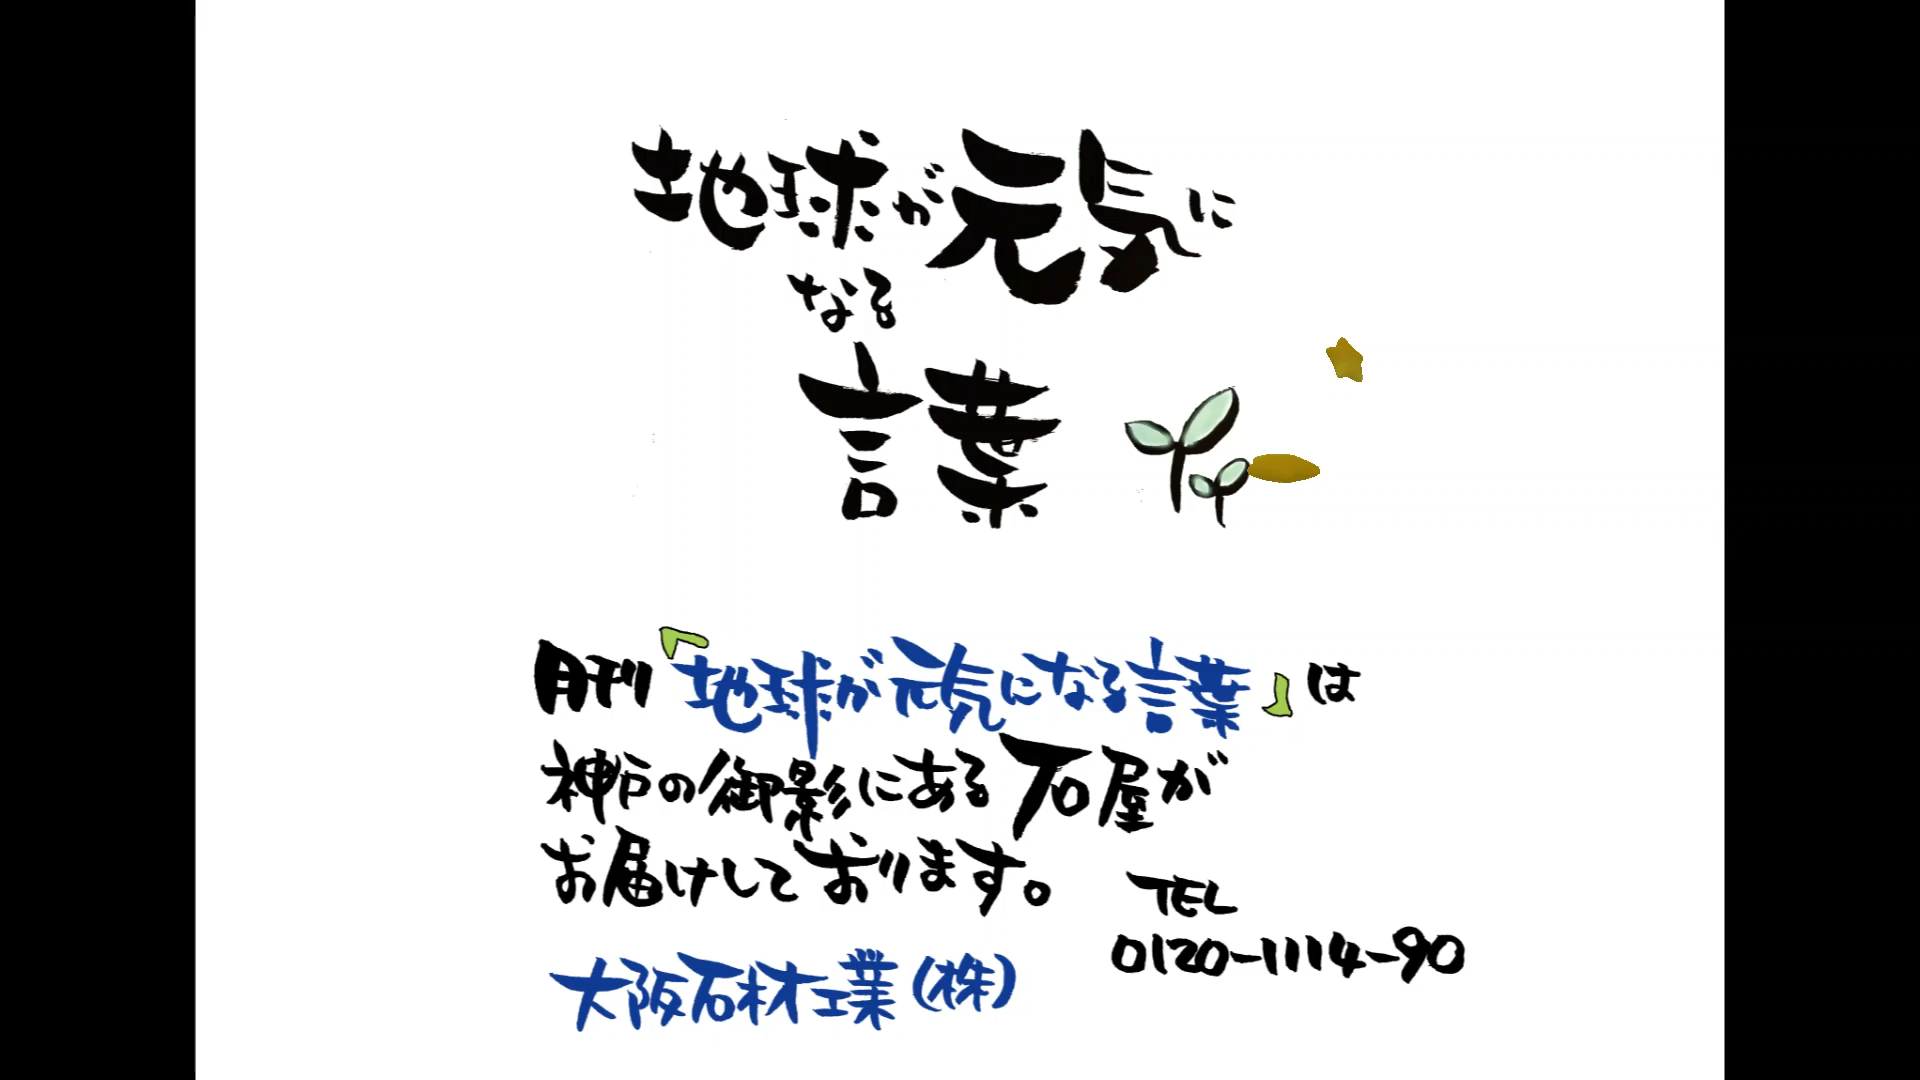 地球が元気に
なる
言葉
月刊『地球が元気になる言葉』は
神戸の御影にある石屋が
お届けしております。
TEL
0120-1114-90
大阪石材工業(株)